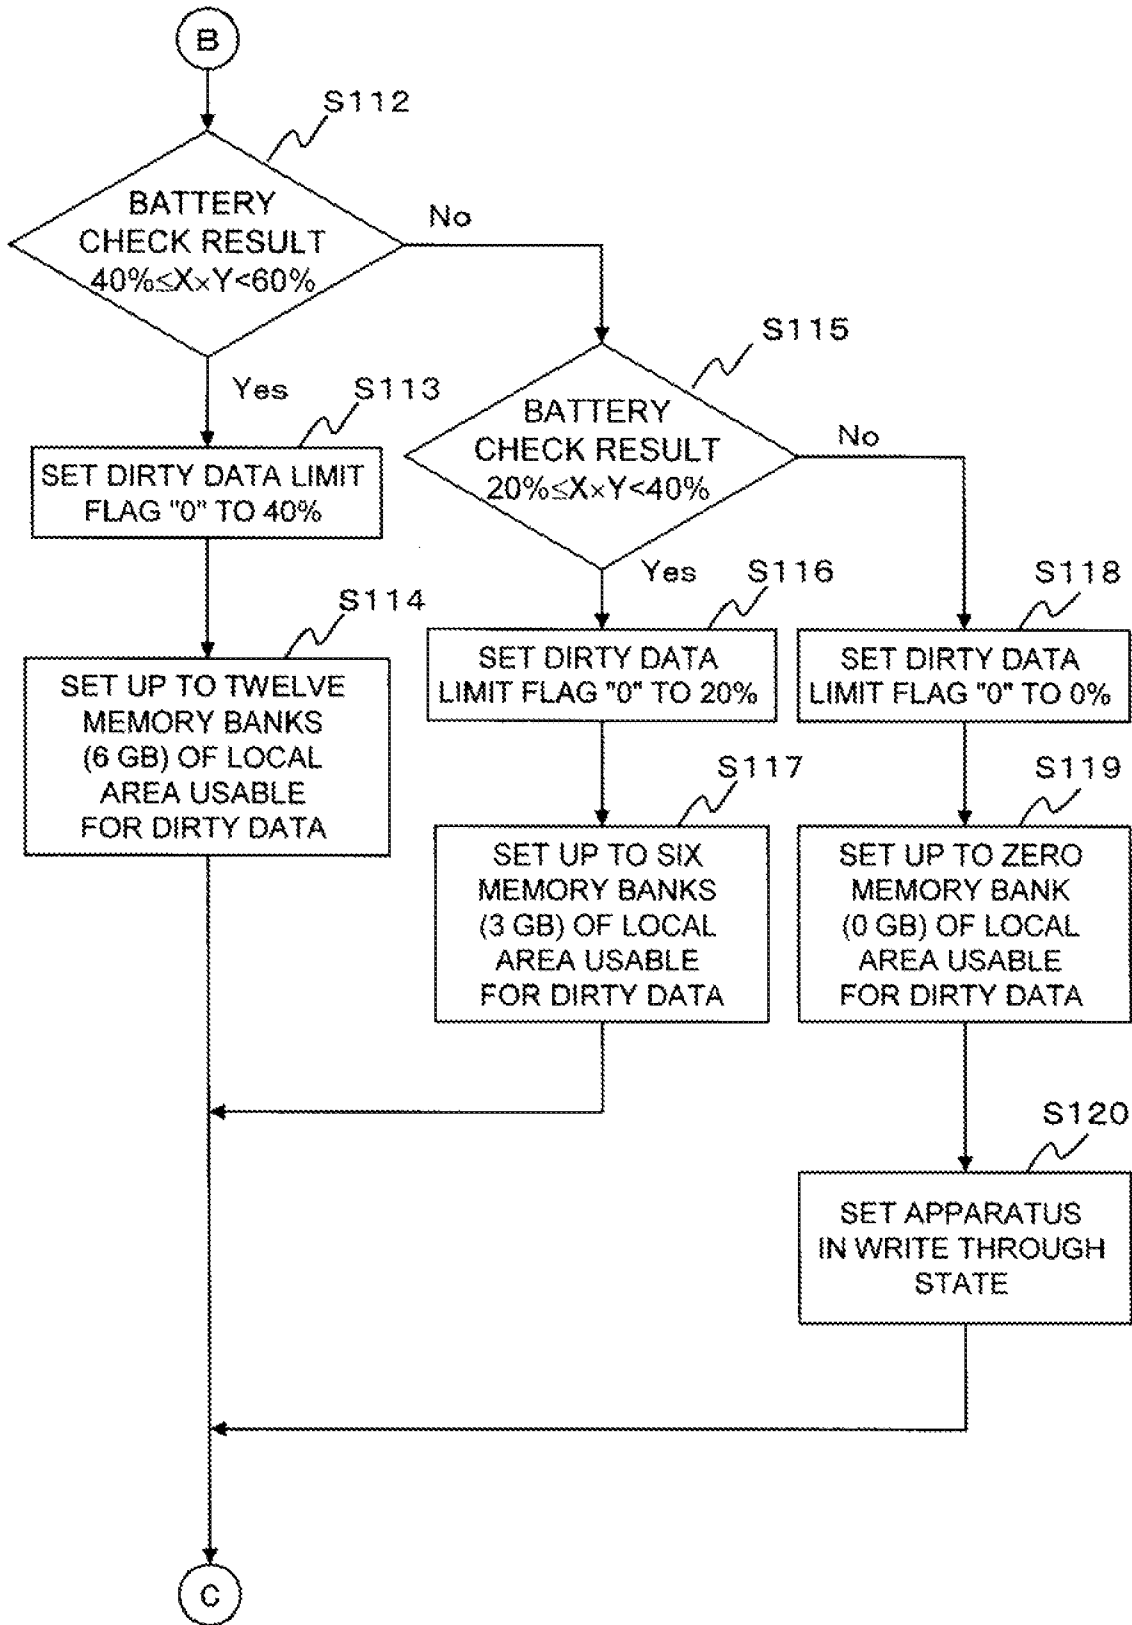 B
S112
BATTERY
CHECK RESULT
40%≤X×Y<60%
No
Yes
S113
SET DIRTY DATA LIMIT
FLAG "0" TO 40%
S114
SET UP TO TWELVE
MEMORY BANKS
(6 GB) OF LOCAL
AREA USABLE
FOR DIRTY DATA
S115
BATTERY
CHECK RESULT
20%≤X×Y<40%
No
Yes
S116
SET DIRTY DATA
LIMIT FLAG "0" TO 20%
S117
SET UP TO SIX
MEMORY BANKS
(3 GB) OF LOCAL
AREA USABLE
FOR DIRTY DATA
S118
SET DIRTY DATA
LIMIT FLAG "0" TO 0%
S119
SET UP TO ZERO
MEMORY BANK
(0 GB) OF LOCAL
AREA USABLE
FOR DIRTY DATA
S120
SET APPARATUS
IN WRITE THROUGH
STATE
C